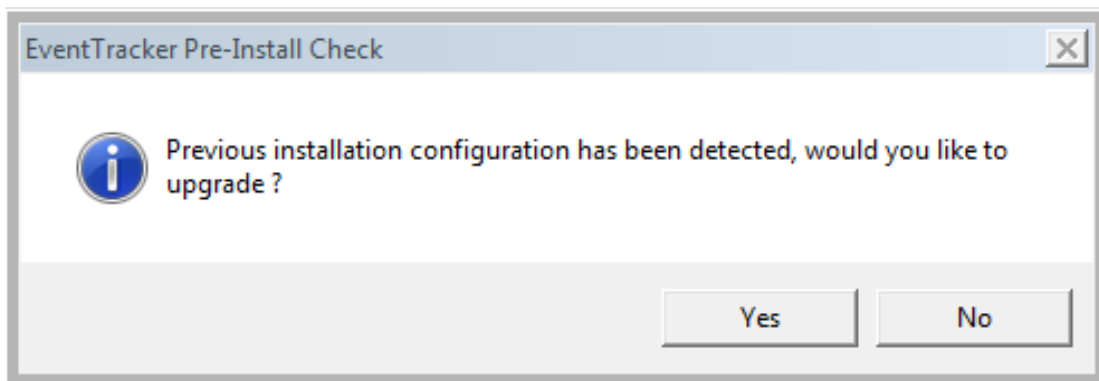 EventTracker Pre-Install Check
Previous installation configuration has been detected, would you like to
upgrade ?
Yes
No